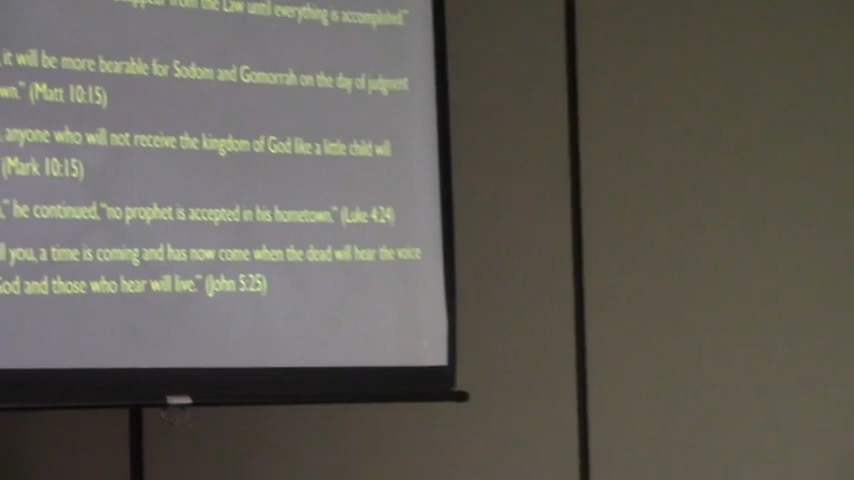 from the Law until everything is accomplished."
it will be more bearable for Sodom and Gomorrah on the day of judgment
wn." (Matt 10:15)
anyone who will not receive the kingdom of God like a little child will
(Mark 10:15)
," he continued, "no prophet is accepted in his hometown." (Luke 4:24)
ll you, a time is coming and has now come when the dead will hear the voice
God and those who hear will live." (John 5:25)